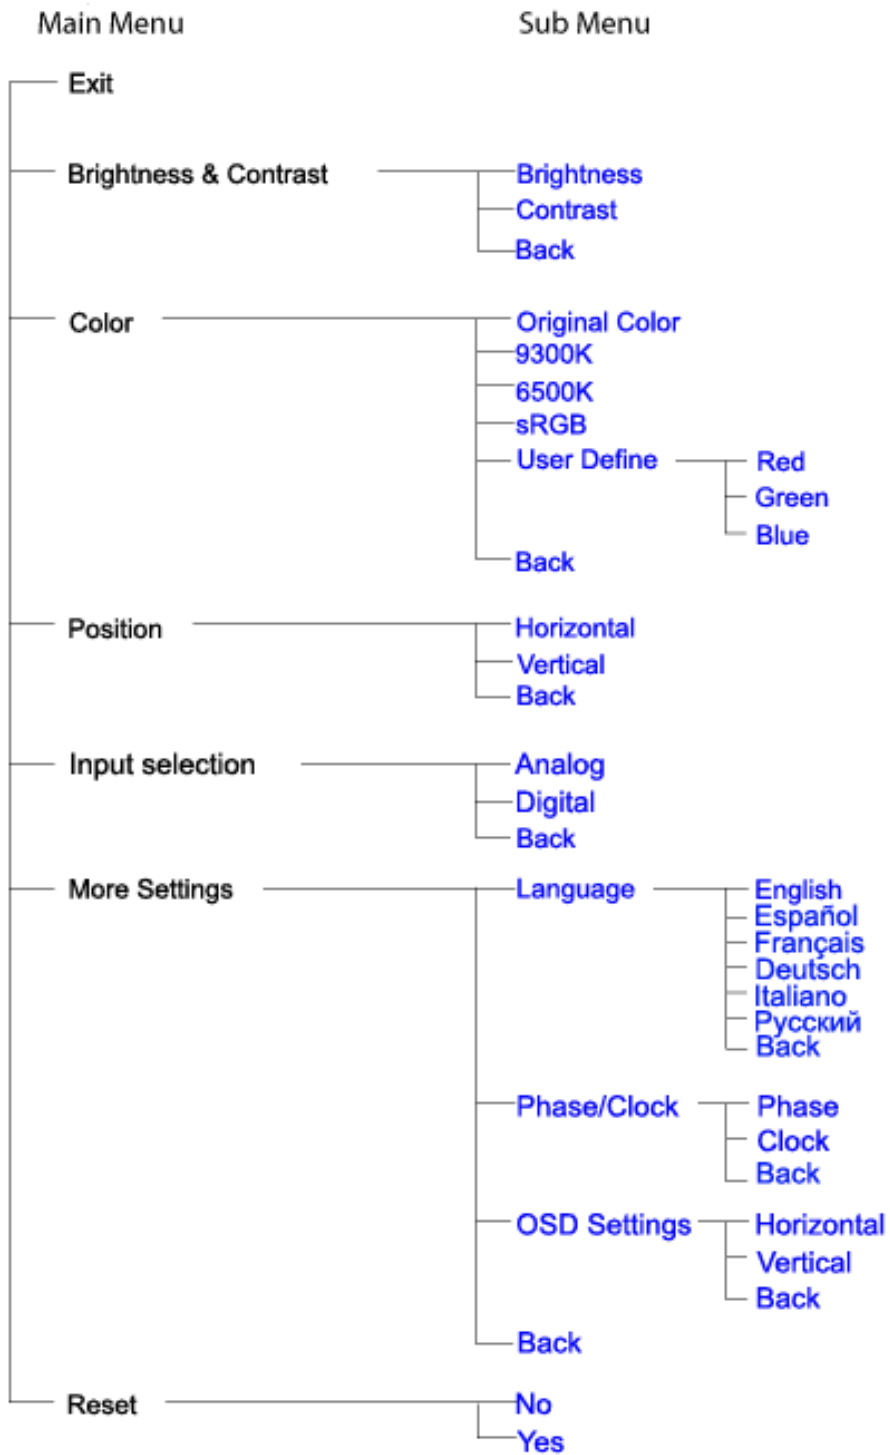 Main Menu Sub Menu
Exit
Brightness & Contrast Brightness
Contrast
Back
Color Original Color
9300K
6500K
sRGB
User Define Red
Green
Blue
Back
Position Horizontal
Vertical
Back
Input selection Analog
Digital
Back
More Settings Language English
Español
Français
Deutsch
Italiano
Русский
Back
Phase/Clock Phase
Clock
Back
OSD Settings Horizontal
Vertical
Back
Back
Reset No
Yes